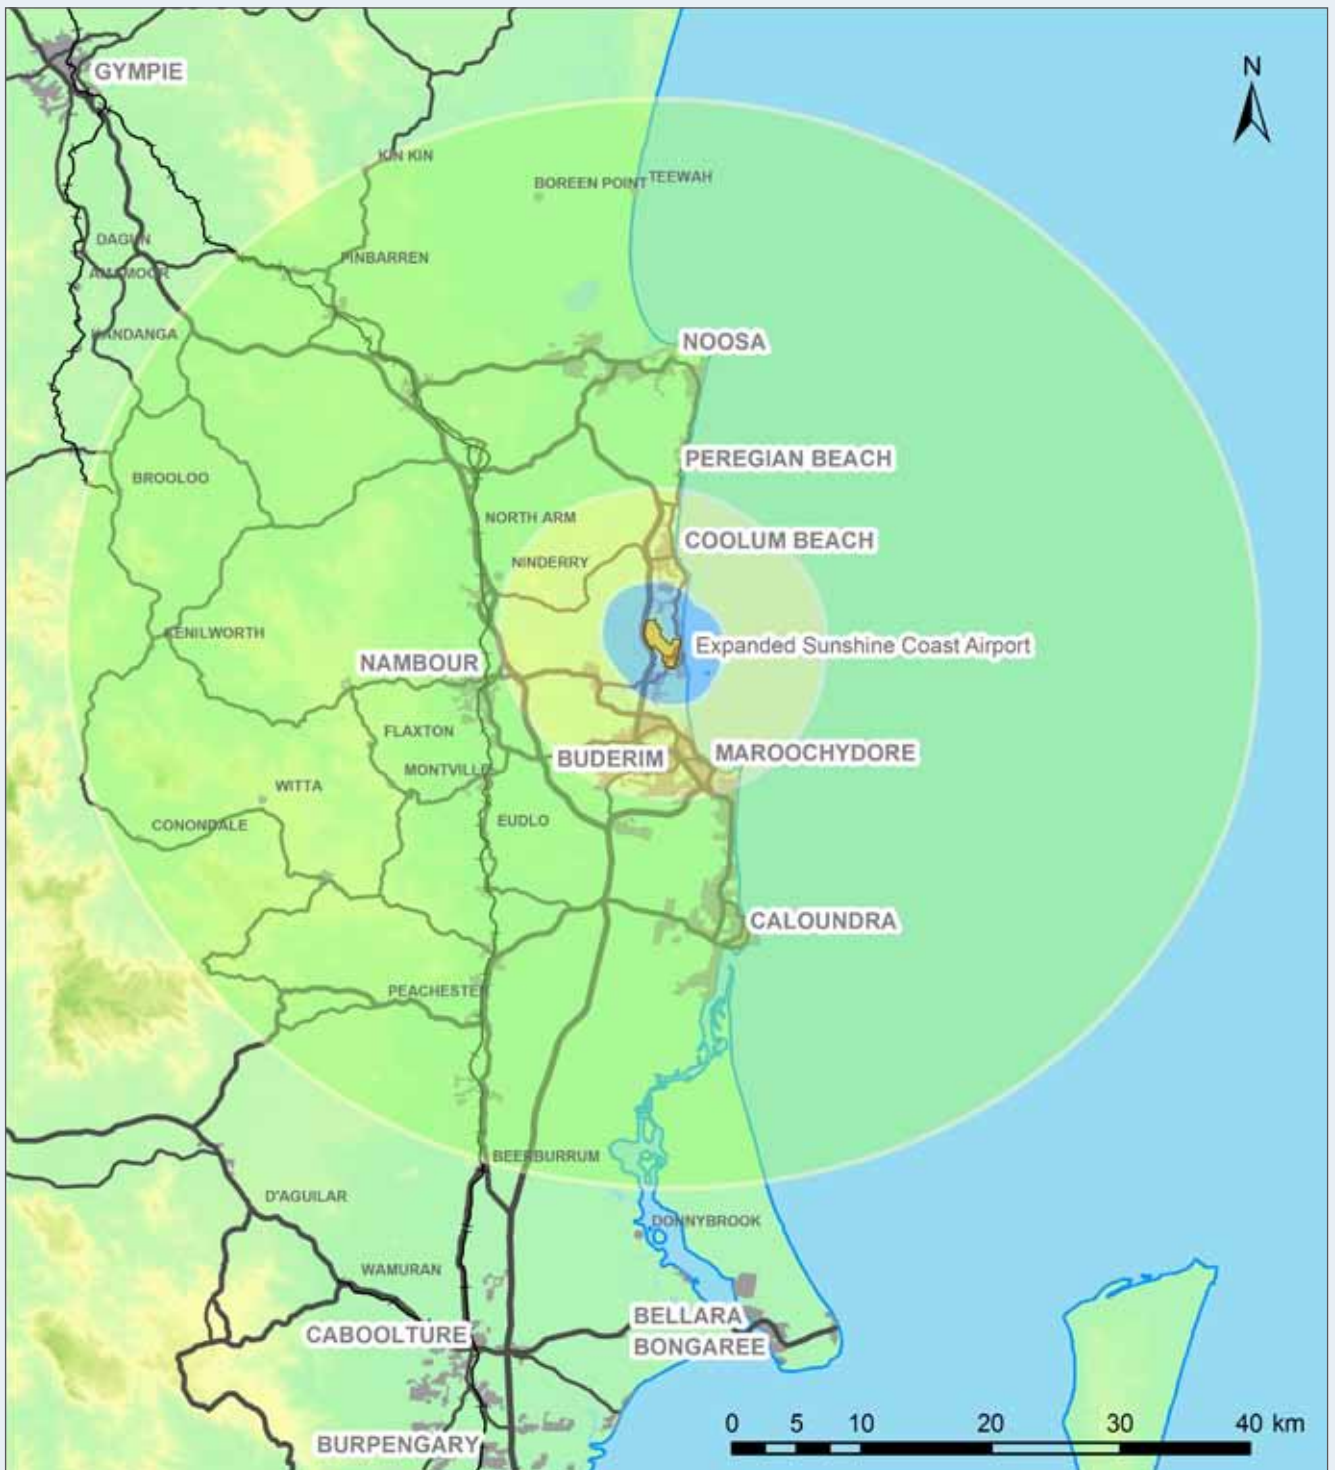 N
GYMPIE
KIN KIN
BOREEN POINT
TEEWAH
DAGUN
PINBARREN
AMAMOOR
KANDANGA
NOOSA
PEREGIAN BEACH
BROOLOO
NORTH ARM
COOLUM BEACH
NINDERRY
KENILWORTH
Expanded Sunshine Coast Airport
NAMBOUR
FLAXTON
BUDERIM
MAROOCHYDORE
MONTVILLE
WITTA
CONONDALE
EUDLO
CALOUNDRA
PEACHESTER
BEERBURRUM
D'AGUILAR
DONNYBROOK
WAMURAN
CABOOLTURE
BELLARA
BONGAREE
BURPENGARY
0 5 10 20 30 40 km